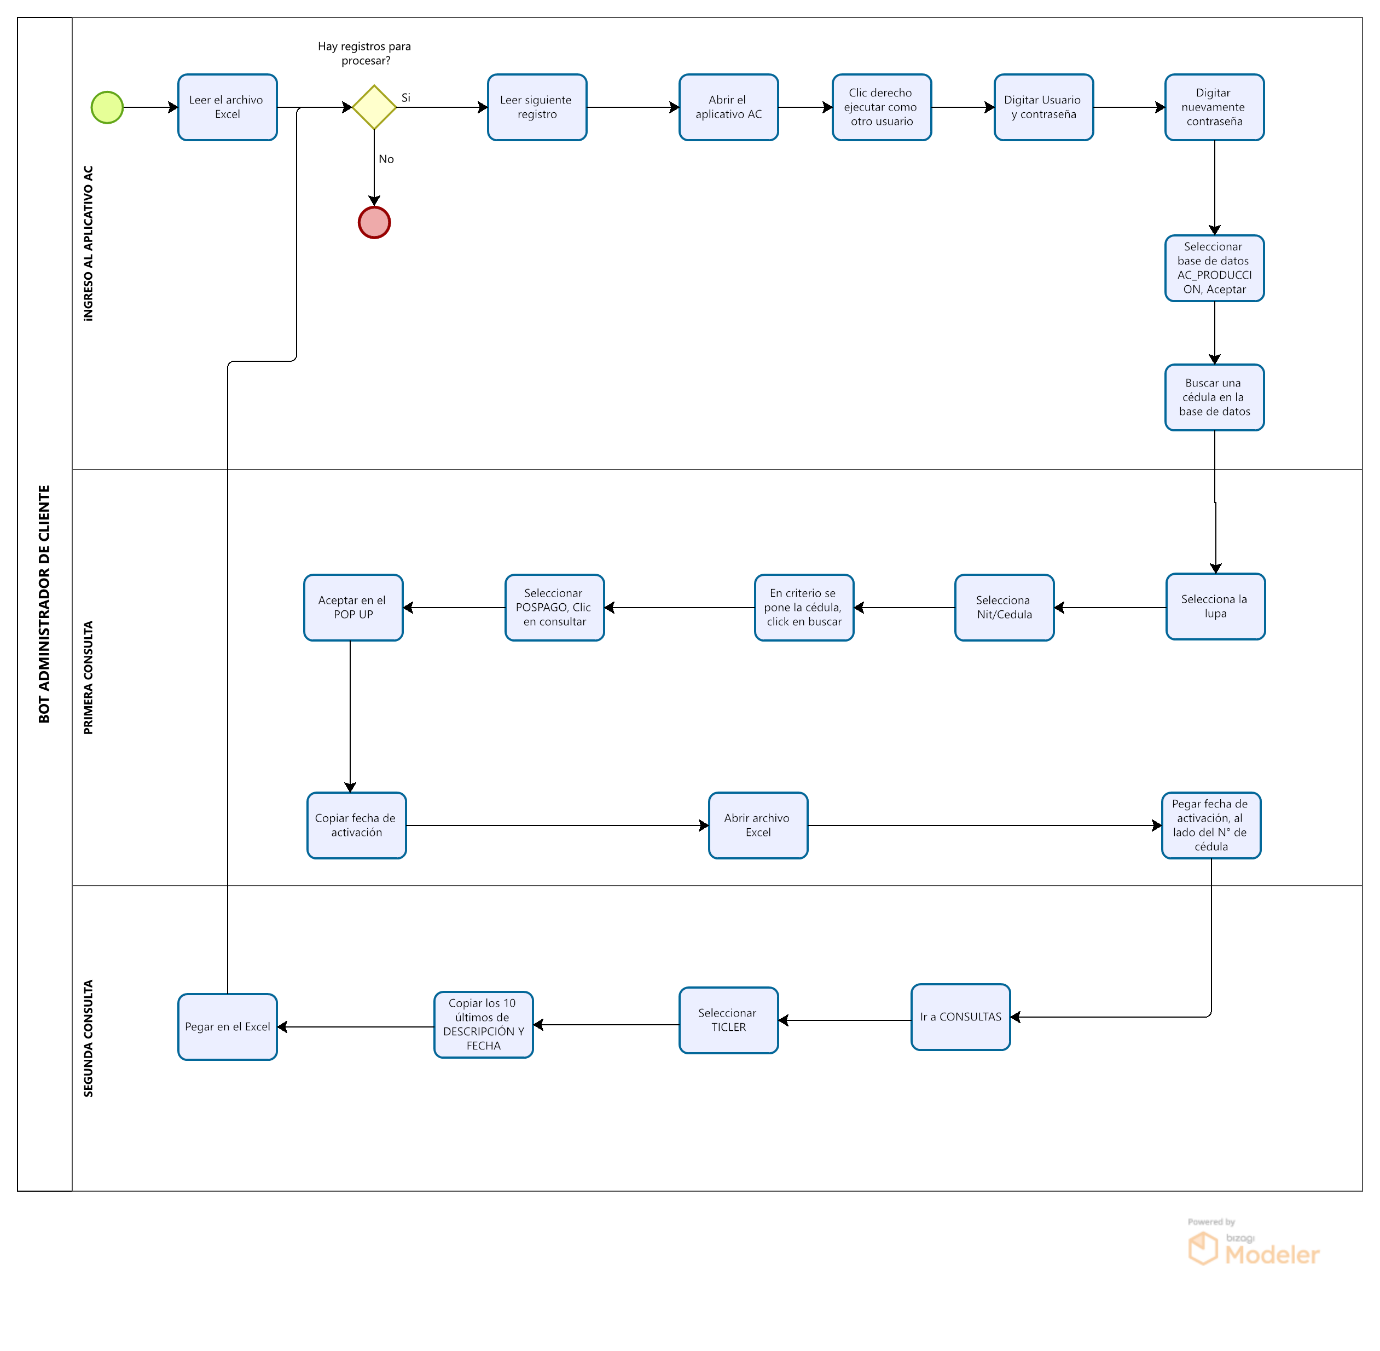 BOT ADMINISTRADOR DE CLIENTE
iNGRESO AL APLICATIVO AC
Hay registros para
procesar?
Leer el archivo
Excel
Si
No
Leer siguiente
registro
Abrir el
aplicativo AC
Clic derecho
ejecutar como
otro usuario
Digitar Usuario
y contraseña
Digitar
nuevamente
contraseña
Seleccionar
base de datos
AC_PRODUCCI
ON, Aceptar
Buscar una
cédula en la
base de datos
PRIMERA CONSULTA
Selecciona la
lupa
Selecciona
Nit/Cedula
En criterio se
pone la cédula,
click en buscar
Seleccionar
POSPAGO, Clic
en consultar
Aceptar en el
POP UP
Copiar fecha de
activación
Abrir archivo
Excel
Pegar fecha de
activación, al
lado del N° de
cédula
SEGUNDA CONSULTA
Ir a CONSULTAS
Seleccionar
TICLER
Copiar los 10
últimos de
DESCRIPCIÓN Y
FECHA
Pegar en el Excel
Powered by
bizagi
Modeler